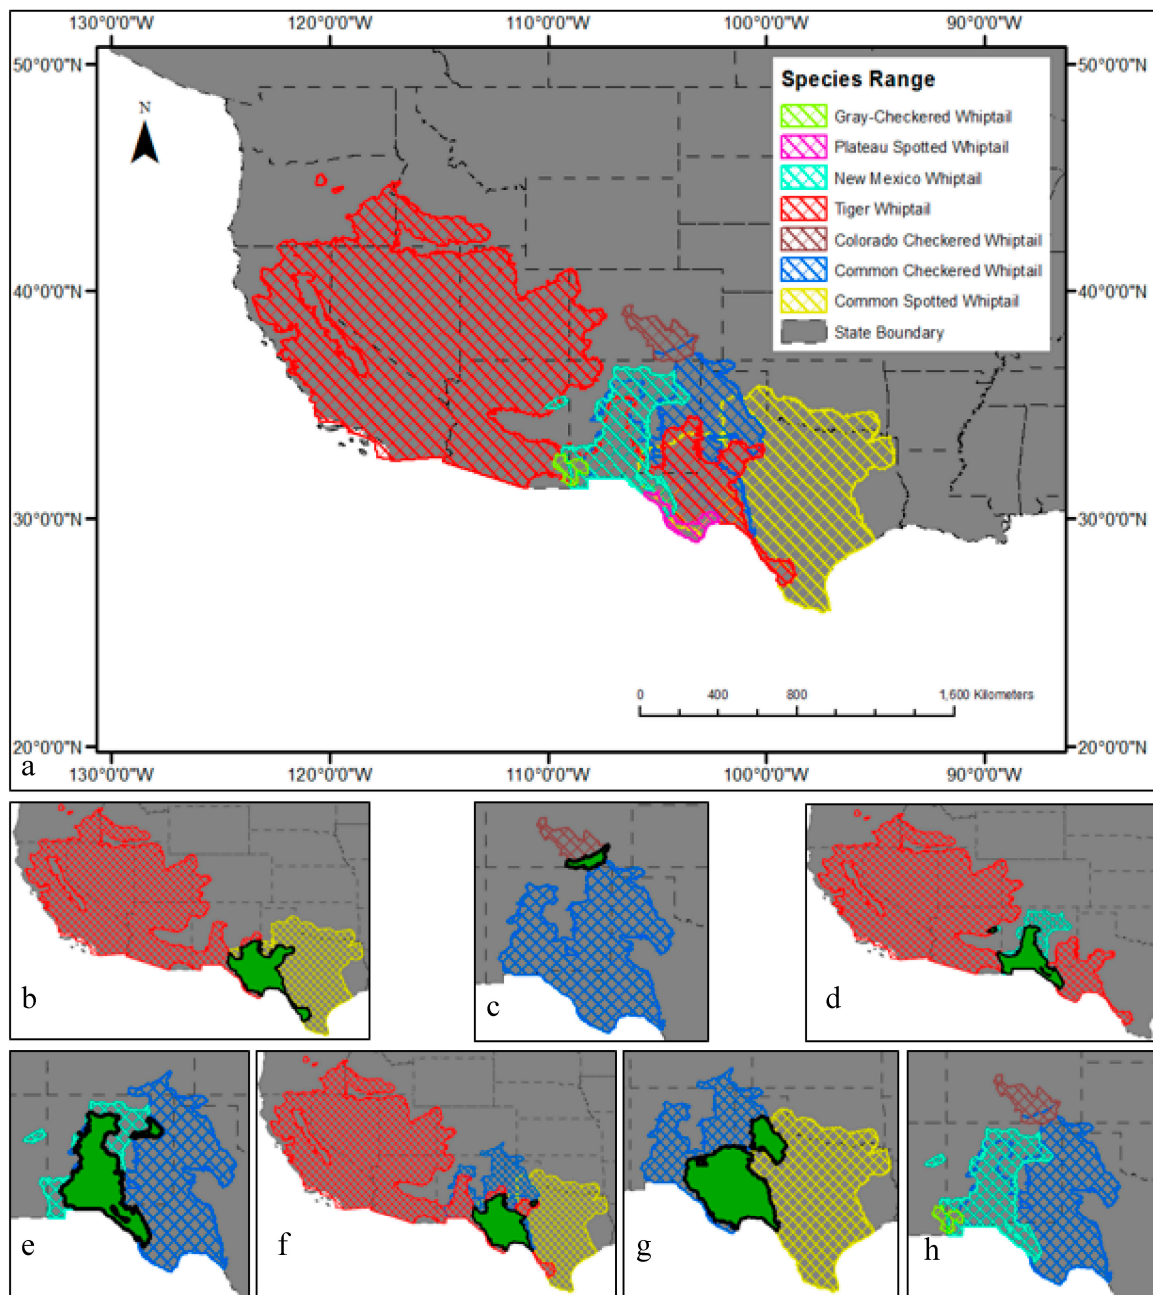 130°0'0"W 120°0'0"W 110°0'0"W 100°0'0"W 90°0'0"W
50°0'0"N 50°0'0"N
Species Range
N
Gray-Checkered Whiptail
Plateau Spotted Whiptail
New Mexico Whiptail
Tiger Whiptail
Colorado Checkered Whiptail
Common Checkered Whiptail
Common Spotted Whiptail
State Boundary
40°0'0"N 40°0'0"N
30°0'0"N 30°0'0"N
0 400 800 1,600 Kilometers
20°0'0"N 20°0'0"N
a
130°0'0"W 120°0'0"W 110°0'0"W 100°0'0"W 90°0'0"W
b c d
e f g h